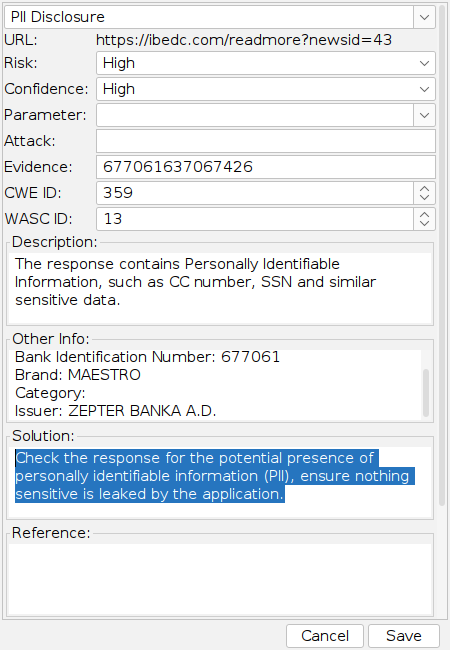 PII Disclosure
URL: https://ibedc.com/readmore?newsid=43
Risk: High
Confidence: High
Parameter:
Attack:
Evidence: 677061637067426
CWE ID: 359
WASC ID: 13
Description:
The response contains Personally Identifiable
Information, such as CC number, SSN and similar
sensitive data.
Other Info:
Bank Identification Number: 677061
Brand: MAESTRO
Category:
Issuer: ZEPTER BANKA A.D.
Solution:
Check the response for the potential presence of
personally identifiable information (PII), ensure nothing
sensitive is leaked by the application.
Reference:
Cancel Save